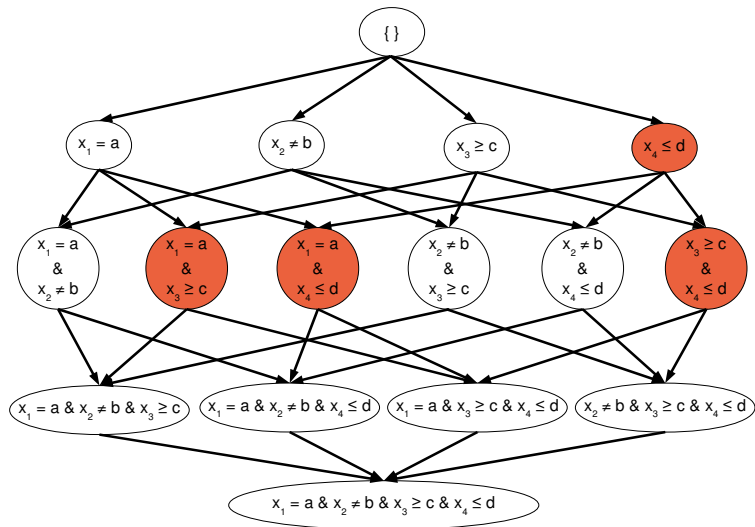 { }
x₁ = a
x₂ ≠ b
x₃ ≥ c
x₄ ≤ d
x₁ = a
&
x₂ ≠ b
x₁ = a
&
x₃ ≥ c
x₁ = a
&
x₄ ≤ d
x₂ ≠ b
&
x₃ ≥ c
x₂ ≠ b
&
x₄ ≤ d
x₃ ≥ c
&
x₄ ≤ d
x₁ = a & x₂ ≠ b & x₃ ≥ c
x₁ = a & x₂ ≠ b & x₄ ≤ d
x₁ = a & x₃ ≥ c & x₄ ≤ d
x₂ ≠ b & x₃ ≥ c & x₄ ≤ d
x₁ = a & x₂ ≠ b & x₃ ≥ c & x₄ ≤ d